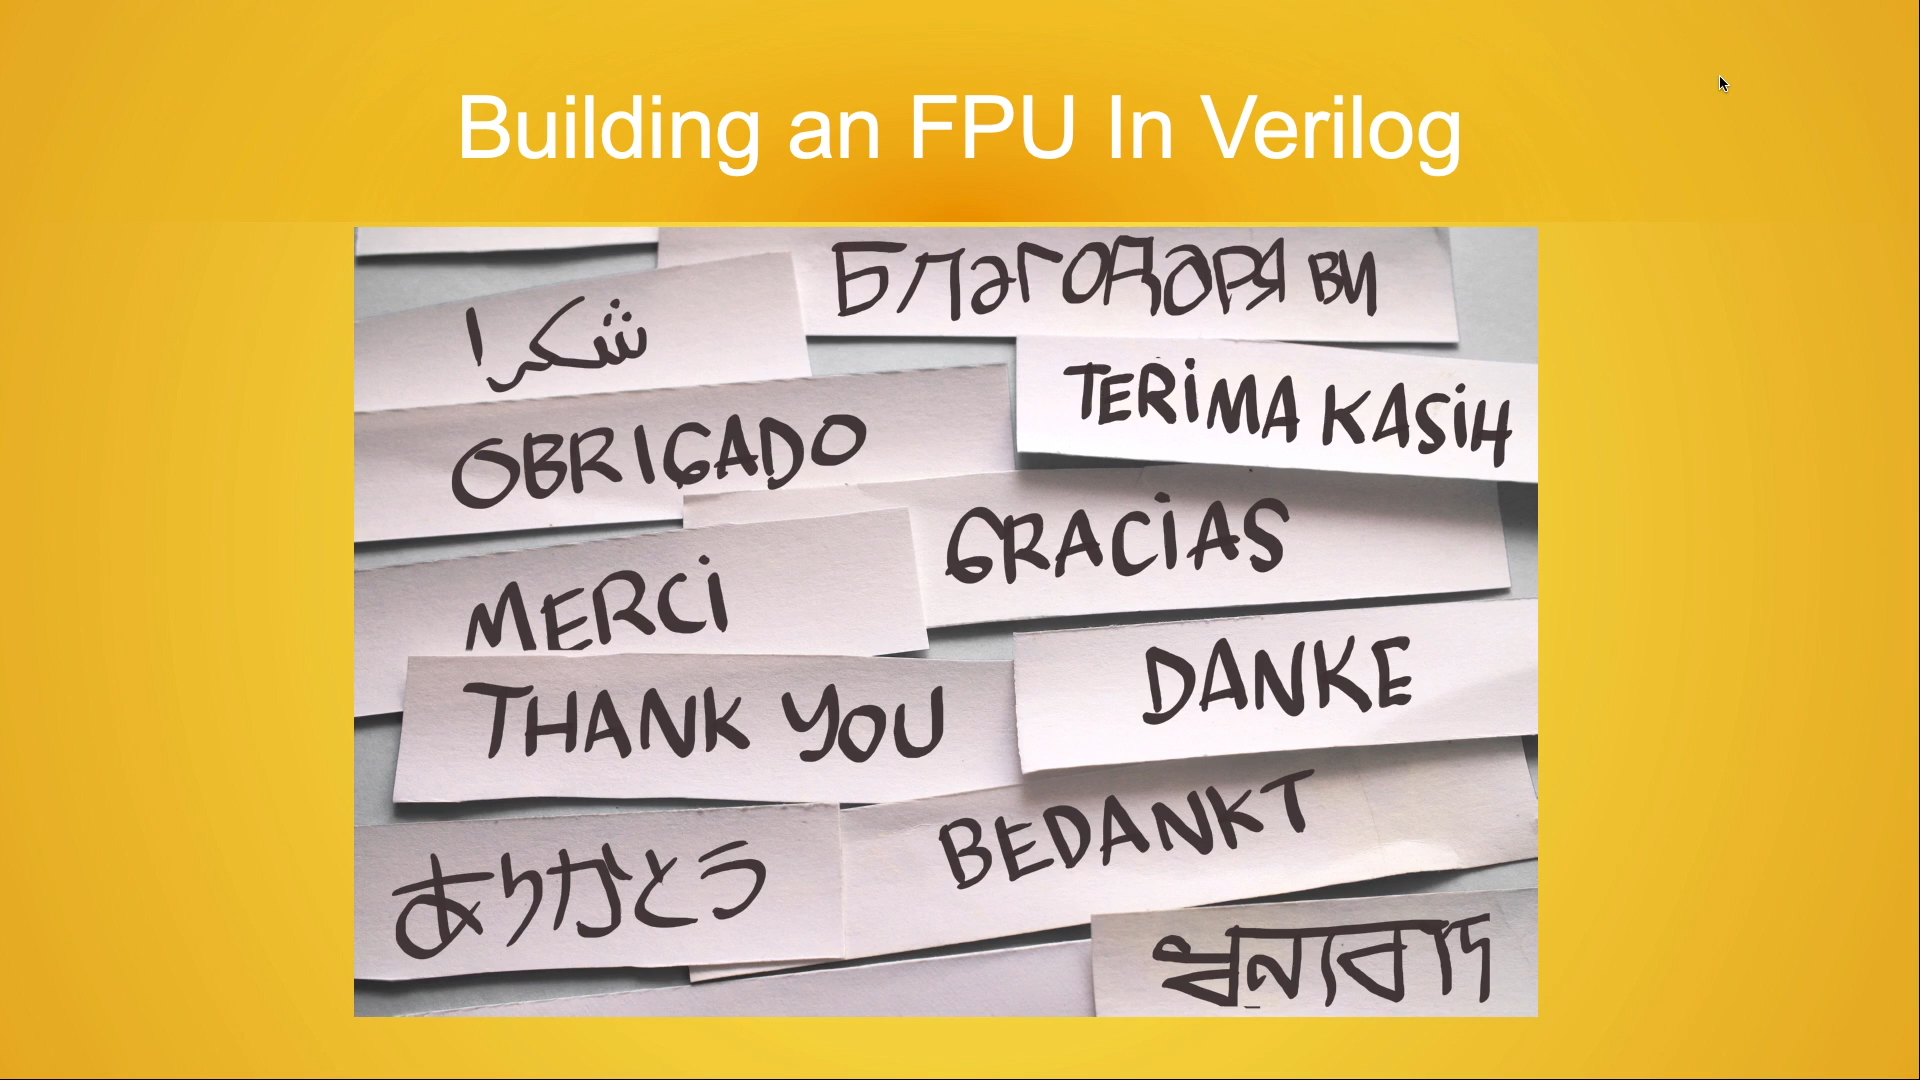 Building an FPU In Verilog
Благодаря ви
شكرا
TERIMA KASIH
OBRIGADO
GRACIAS
MERCI
DANKE
THANK YOU
BEDANKT
ありがとう
ধন্যবাদ